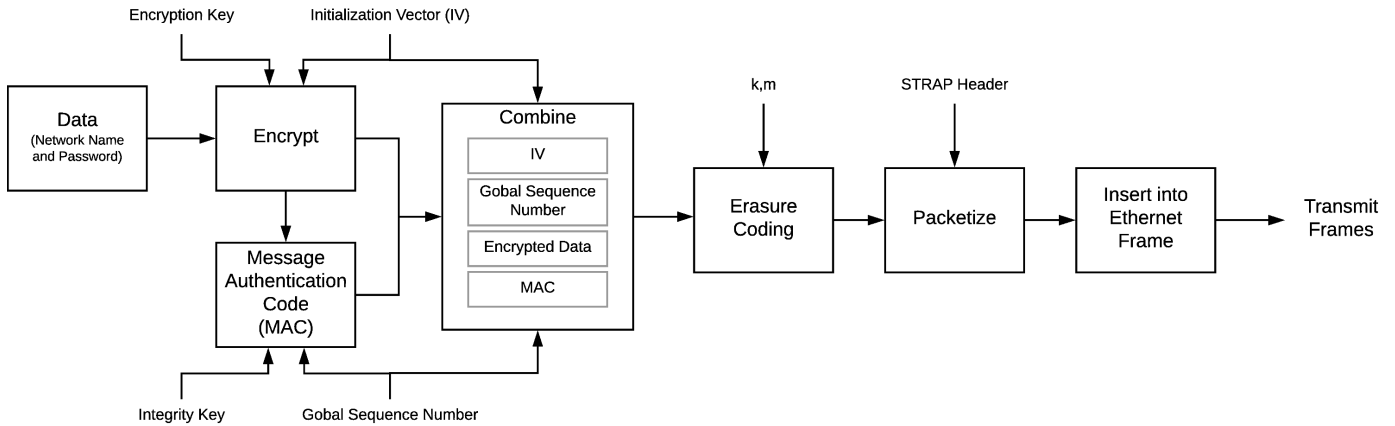 Encryption Key
Initialization Vector (IV)
Data
(Network Name
and Password)
Encrypt
Message
Authentication
Code
(MAC)
Integrity Key
Gobal Sequence Number
Combine
IV
Gobal Sequence
Number
Encrypted Data
MAC
k,m
Erasure
Coding
STRAP Header
Packetize
Insert into
Ethernet
Frame
Transmit
Frames